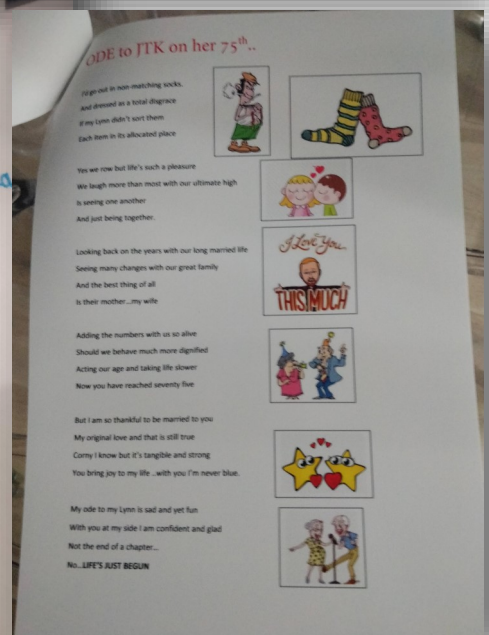 ODE to JTK on her 75th..
I'd go out in non-matching socks.
And dressed as a total disgrace
If my Lynn didn't sort them
Each item in its allocated place
Yes we row but life's such a pleasure
We laugh more than most with our ultimate high
Is seeing one another
And just being together.
I Love You
THIS MUCH
Looking back on the years with our long married life
Seeing many changes with our great family
And the best thing of all
Is their mother...my wife
Adding the numbers with us so alive
Should we behave much more dignified
Acting our age and taking life slower
Now you have reached seventy five
But I am so thankful to be married to you
My original love and that is still true
Corny I know but it's tangible and strong
You bring joy to my life ..with you I'm never blue.
My ode to my Lynn is sad and yet fun
With you at my side I am confident and glad
Not the end of a chapter...
No...LIFE'S JUST BEGUN